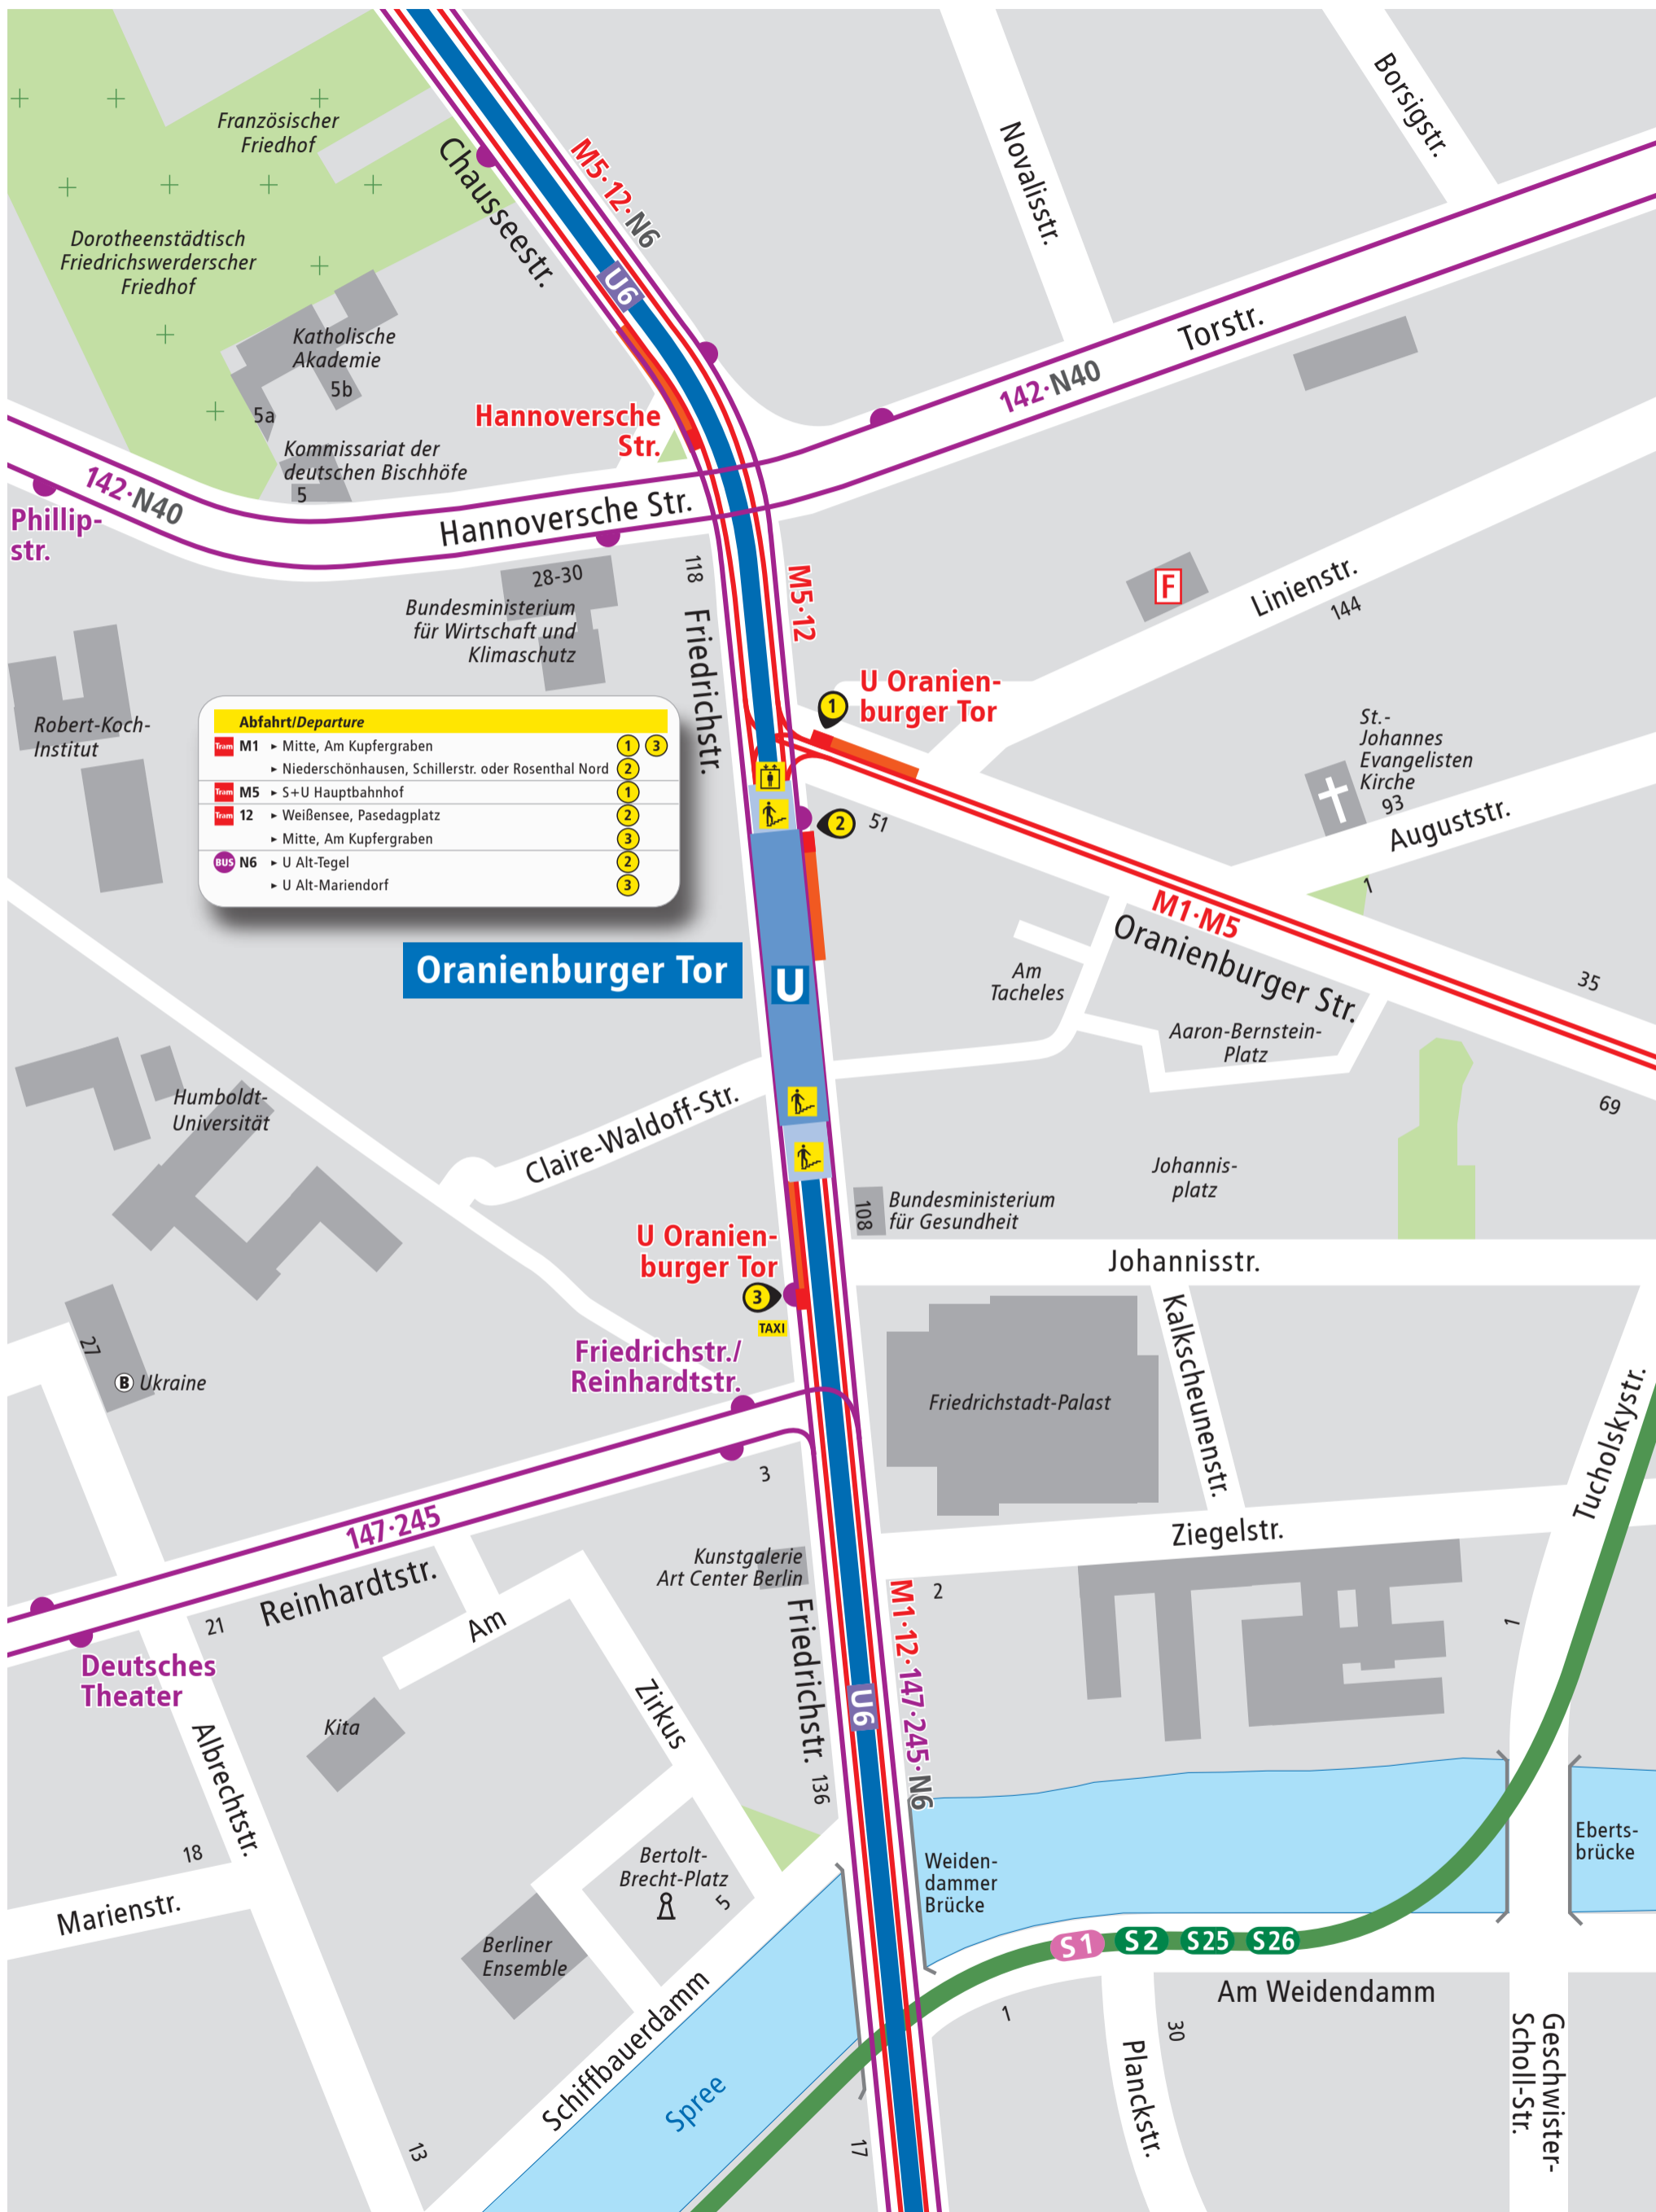 Französischer
Friedhof
Chausseestr.
M5·12·N6
Novalisstr.
Borsigstr.
Dorotheenstädtisch
Friedrichswerderscher
Friedhof
U6
Katholische
Akademie
5b
5a
Torstr.
142·N40
Hannoversche
Str.
Kommissariat der
deutschen Bischhöfe
5
142·N40
Phillip-
str.
Hannoversche Str.
28-30
118
Bundesministerium
für Wirtschaft und
Klimaschutz
Friedrichstr.
M5·12
F
Linienstr.
144
Robert-Koch-
Institut
U Oranien-
burger Tor
1
St.-
Johannes
Evangelisten
Kirche
93
Auguststr.
1
Abfahrt/Departure
Tram M1 ▸ Mitte, Am Kupfergraben 1 3
▸ Niederschönhausen, Schillerstr. oder Rosenthal Nord 2
Tram M5 ▸ S+U Hauptbahnhof 1
Tram 12 ▸ Weißensee, Pasedagplatz 2
▸ Mitte, Am Kupfergraben 3
BUS N6 ▸ U Alt-Tegel 2
▸ U Alt-Mariendorf 3
2
51
M1·M5
Oranienburger Str.
Oranienburger Tor
U
Am
Tacheles
35
Aaron-Bernstein-
Platz
69
Humboldt-
Universität
Claire-Waldoff-Str.
Johannis-
platz
108
Bundesministerium
für Gesundheit
U Oranien-
burger Tor
3
TAXI
Johannisstr.
Kalkscheunenstr.
27
B Ukraine
Friedrichstr./
Reinhardtstr.
Friedrichstadt-Palast
Tucholskystr.
3
147·245
Reinhardtstr.
21
Ziegelstr.
Kunstgalerie
Art Center Berlin
2
1
Am
Zirkus
Friedrichstr.
136
M1·12·147·245·N6
U6
Deutsches
Theater
Kita
Albrechtstr.
18
Marienstr.
Bertolt-
Brecht-Platz
5
Berliner
Ensemble
Weiden-
dammer
Brücke
Eberts-
brücke
S1
S2
S25
S26
Am Weidendamm
1
30
Planckstr.
Geschwister-
Scholl-Str.
Schiffbauerdamm
Spree
13
17